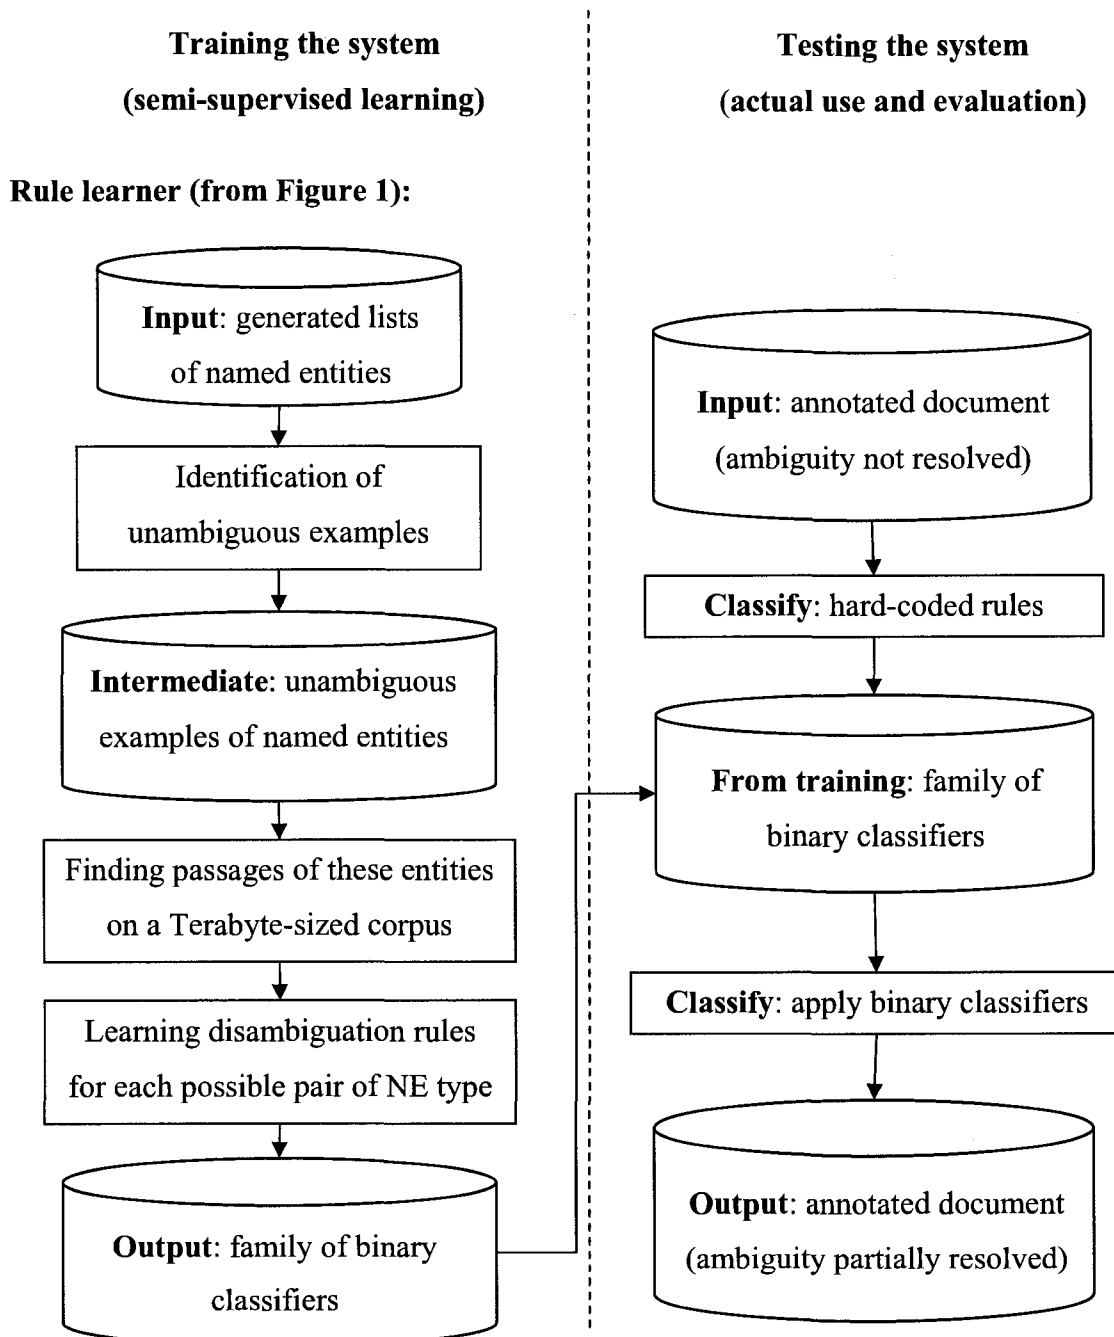 Training the system
(semi-supervised learning)
Rule learner (from Figure 1):
Input: generated lists
of named entities
Identification of
unambiguous examples
Intermediate: unambiguous
examples of named entities
Finding passages of these entities
on a Terabyte-sized corpus
Learning disambiguation rules
for each possible pair of NE type
Output: family of binary
classifiers
Testing the system
(actual use and evaluation)
Input: annotated document
(ambiguity not resolved)
Classify: hard-coded rules
From training: family of
binary classifiers
Classify: apply binary classifiers
Output: annotated document
(ambiguity partially resolved)